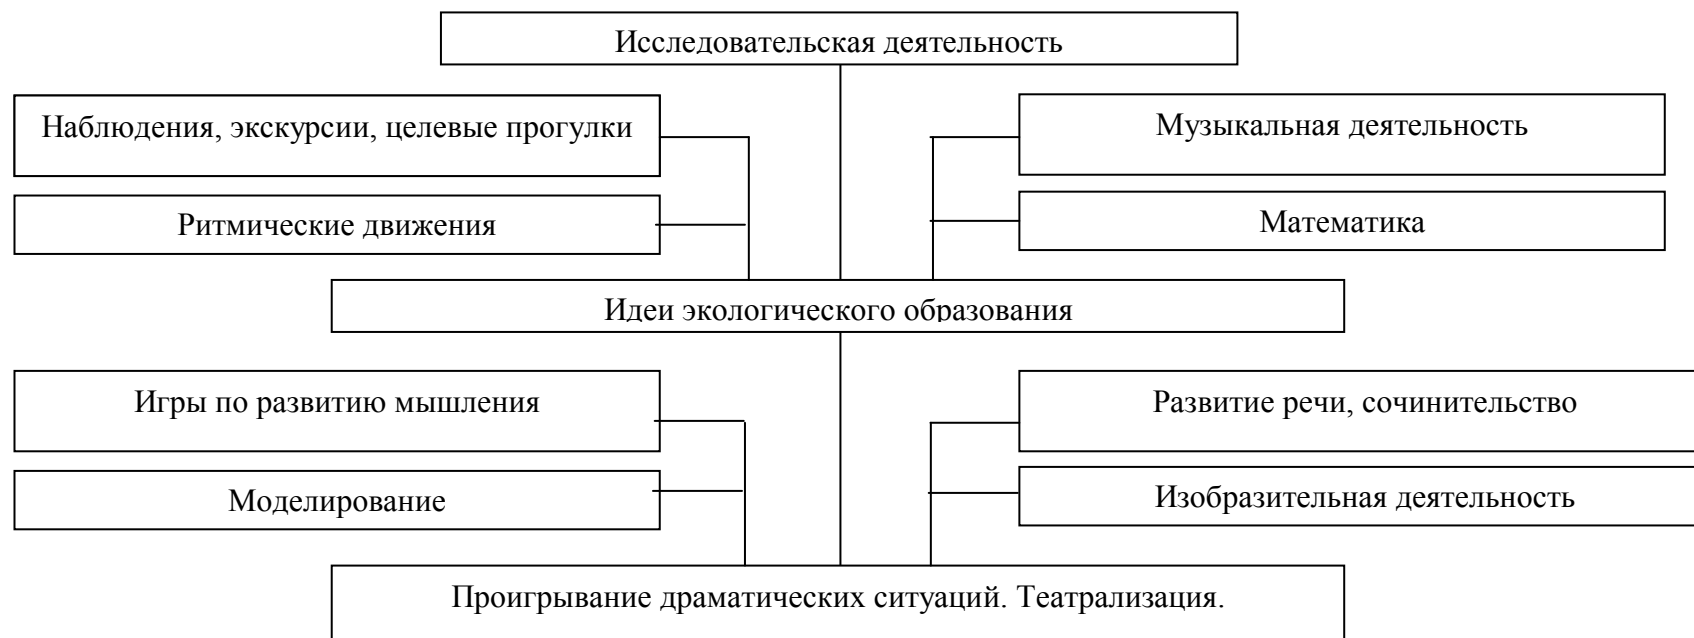 Исследовательская деятельность
Наблюдения, экскурсии, целевые прогулки
Музыкальная деятельность
Ритмические движения
Математика
Идеи экологического образования
Игры по развитию мышления
Развитие речи, сочинительство
Моделирование
Изобразительная деятельность
Проигрывание драматических ситуаций. Театрализация.